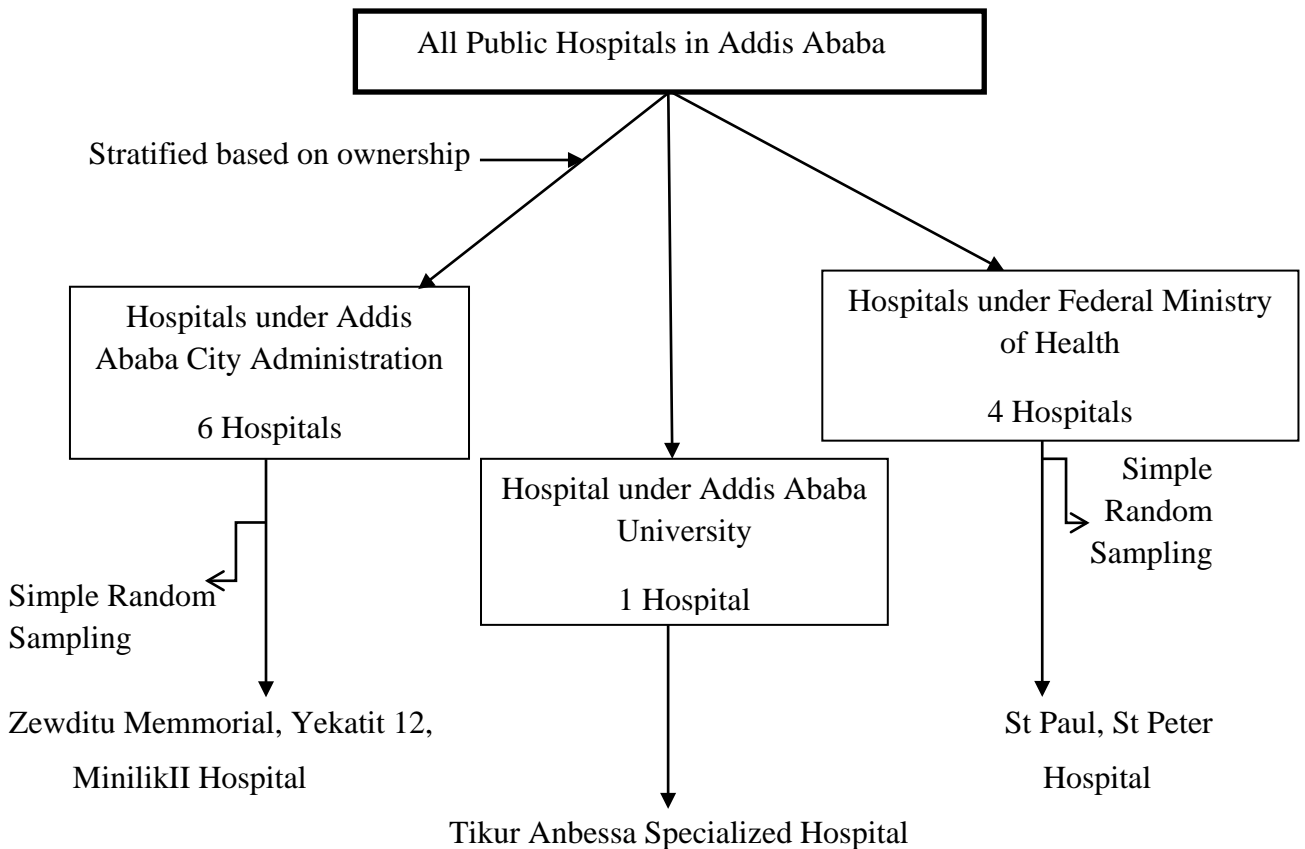 All Public Hospitals in Addis Ababa
Stratified based on ownership
Hospitals under Addis
Ababa City Administration
6 Hospitals
Hospital under Addis Ababa
University
1 Hospital
Hospitals under Federal Ministry
of Health
4 Hospitals
Simple Random
Sampling
Simple
Random
Sampling
Zewditu Memmorial, Yekatit 12,
MinilikII Hospital
Tikur Anbessa Specialized Hospital
St Paul, St Peter
Hospital